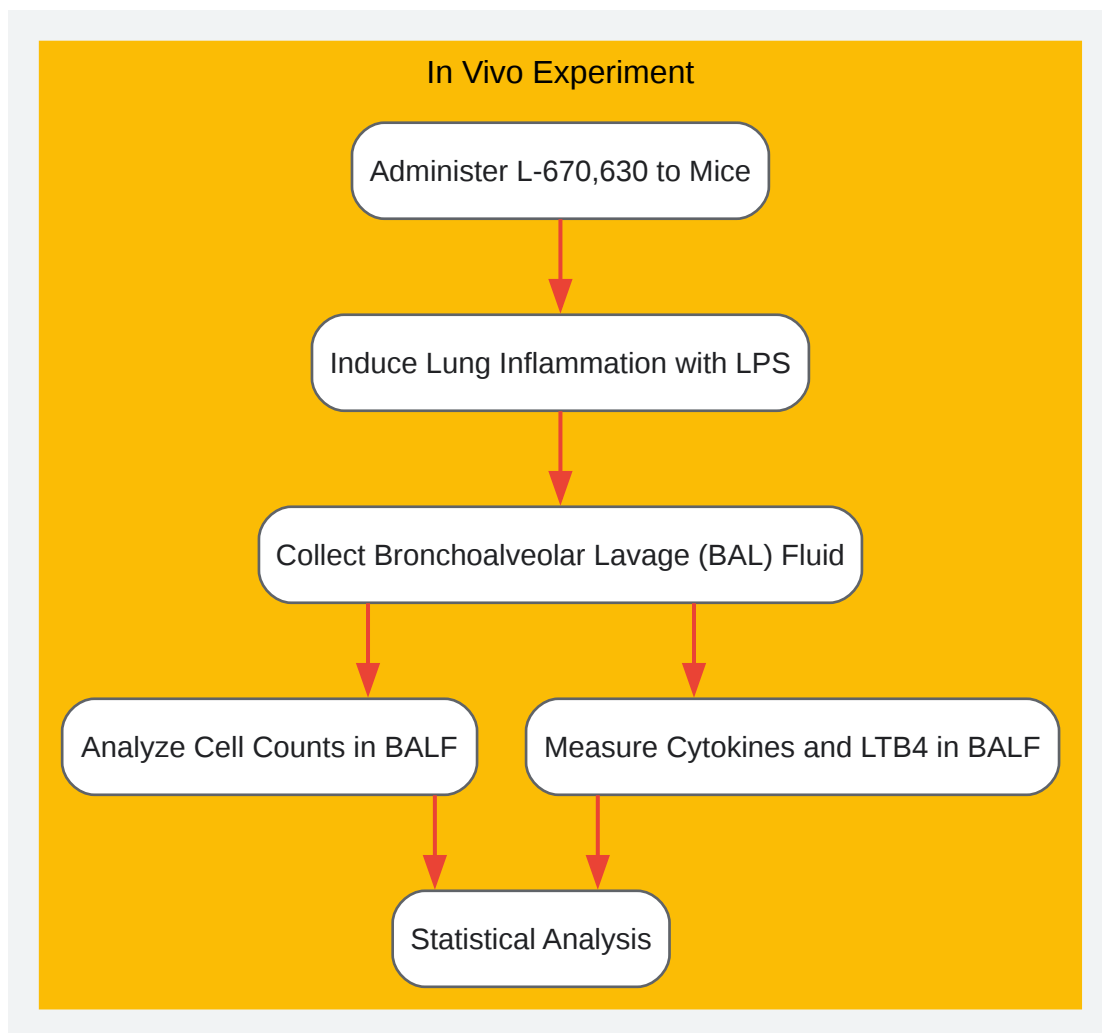 In Vivo Experiment
Administer L-670,630 to Mice
Induce Lung Inflammation with LPS
Collect Bronchoalveolar Lavage (BAL) Fluid
Analyze Cell Counts in BALF
Measure Cytokines and LTB4 in BALF
Statistical Analysis